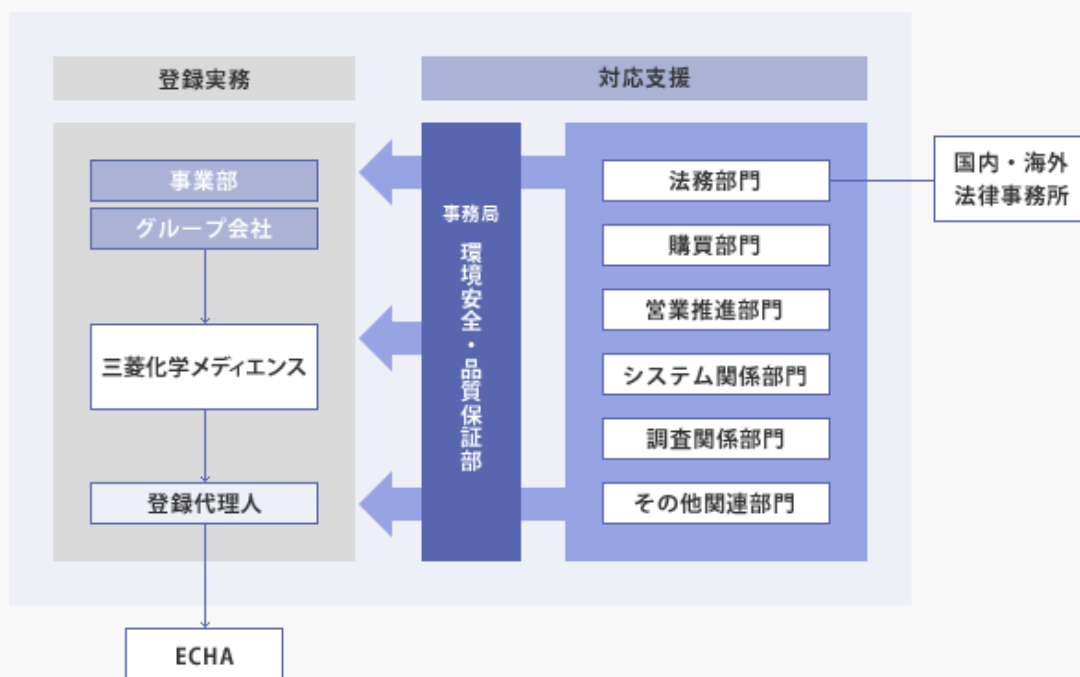 登録実務
対応支援
事業部
グループ会社
三菱化学メディエンス
登録代理人
ECHA
事務局
環境安全・品質保証部
法務部門
購買部門
営業推進部門
システム関係部門
調査関係部門
その他関連部門
国内・海外
法律事務所